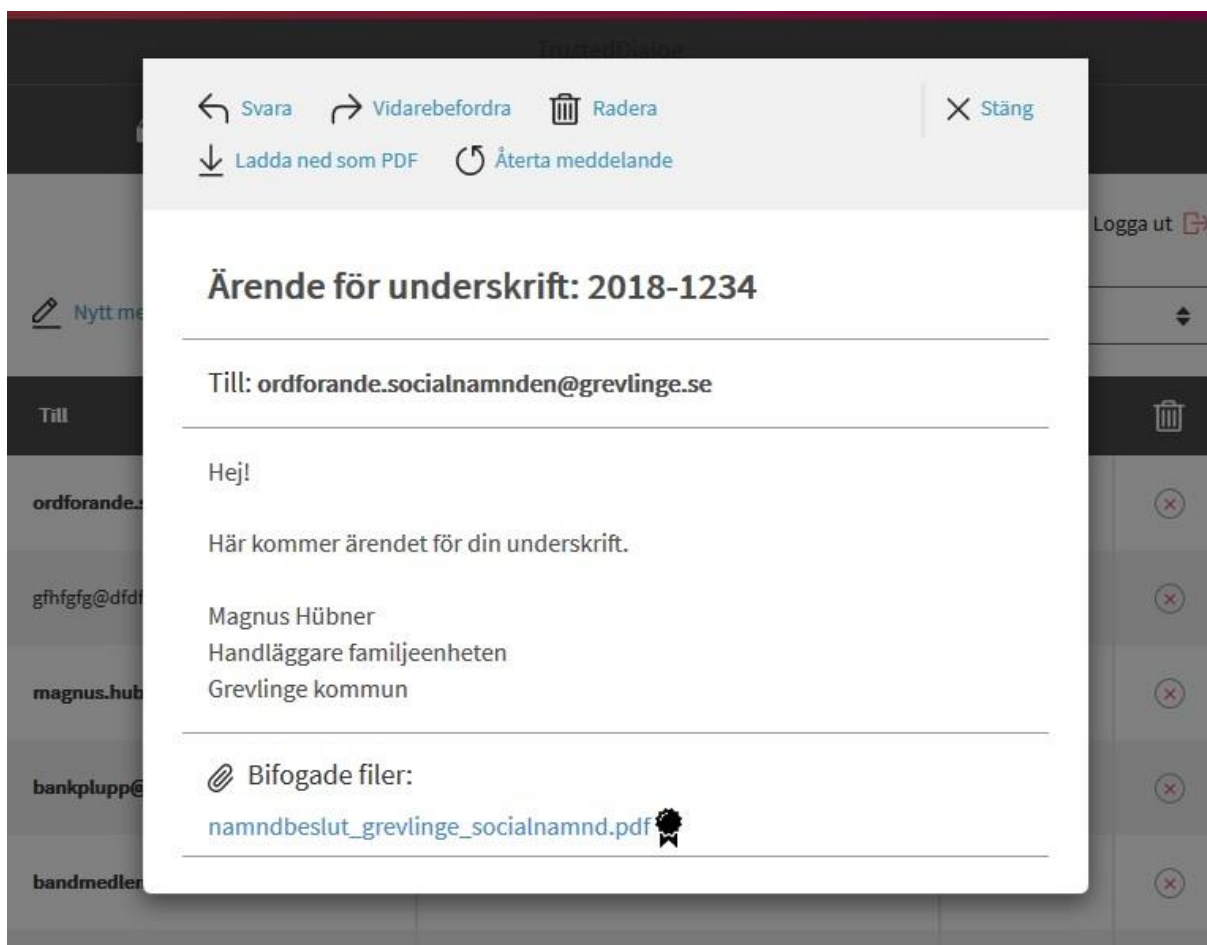 TrustedDialog
Svara Vidarebefordra Radera Stäng
Ladda ned som PDF Återta meddelande
Logga ut
Ärende för underskrift: 2018-1234
Nytt me
Till: ordforande.socialnamnden@grevlinge.se
Till
Hej!
ordforande.s
Här kommer ärendet för din underskrift.
gfhfgfg@dfdf
Magnus Hübner
Handläggare familjeenheten
magnus.hub
Grevlinge kommun
Bifogade filer:
bankplupp@
namndbeslut_grevlinge_socialnamnd.pdf
bandmedlem